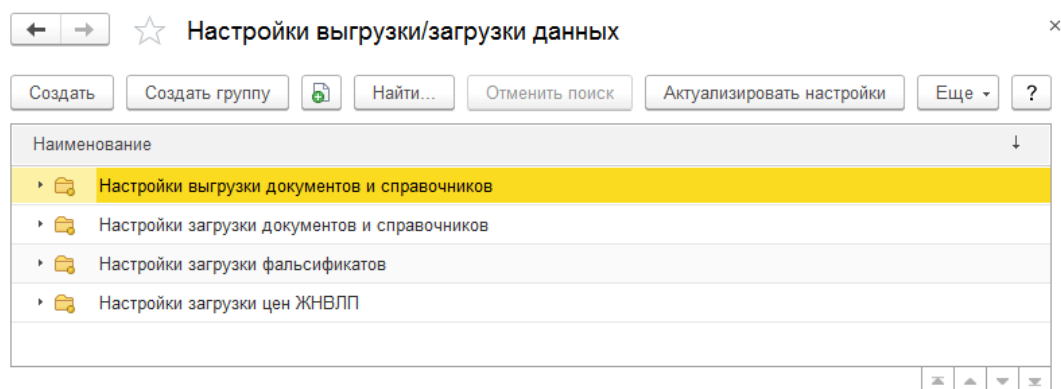 Настройки выгрузки/загрузки данных
Создать Создать группу Найти... Отменить поиск Актуализировать настройки Еще ?
Наименование
Настройки выгрузки документов и справочников
Настройки загрузки документов и справочников
Настройки загрузки фальсификатов
Настройки загрузки цен ЖНВЛП